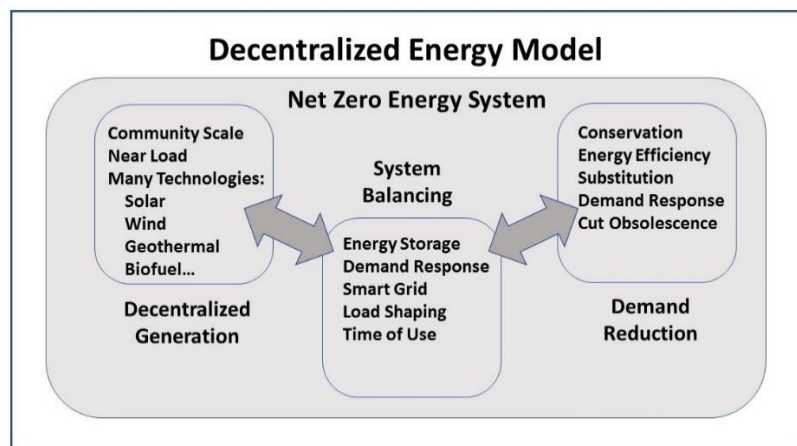 Decentralized Energy Model
Net Zero Energy System
Community Scale
Near Load
Many Technologies:
Solar
Wind
Geothermal
Biofuel...
Decentralized
Generation
System
Balancing
Energy Storage
Demand Response
Smart Grid
Load Shaping
Time of Use
Conservation
Energy Efficiency
Substitution
Demand Response
Cut Obsolescence
Demand
Reduction